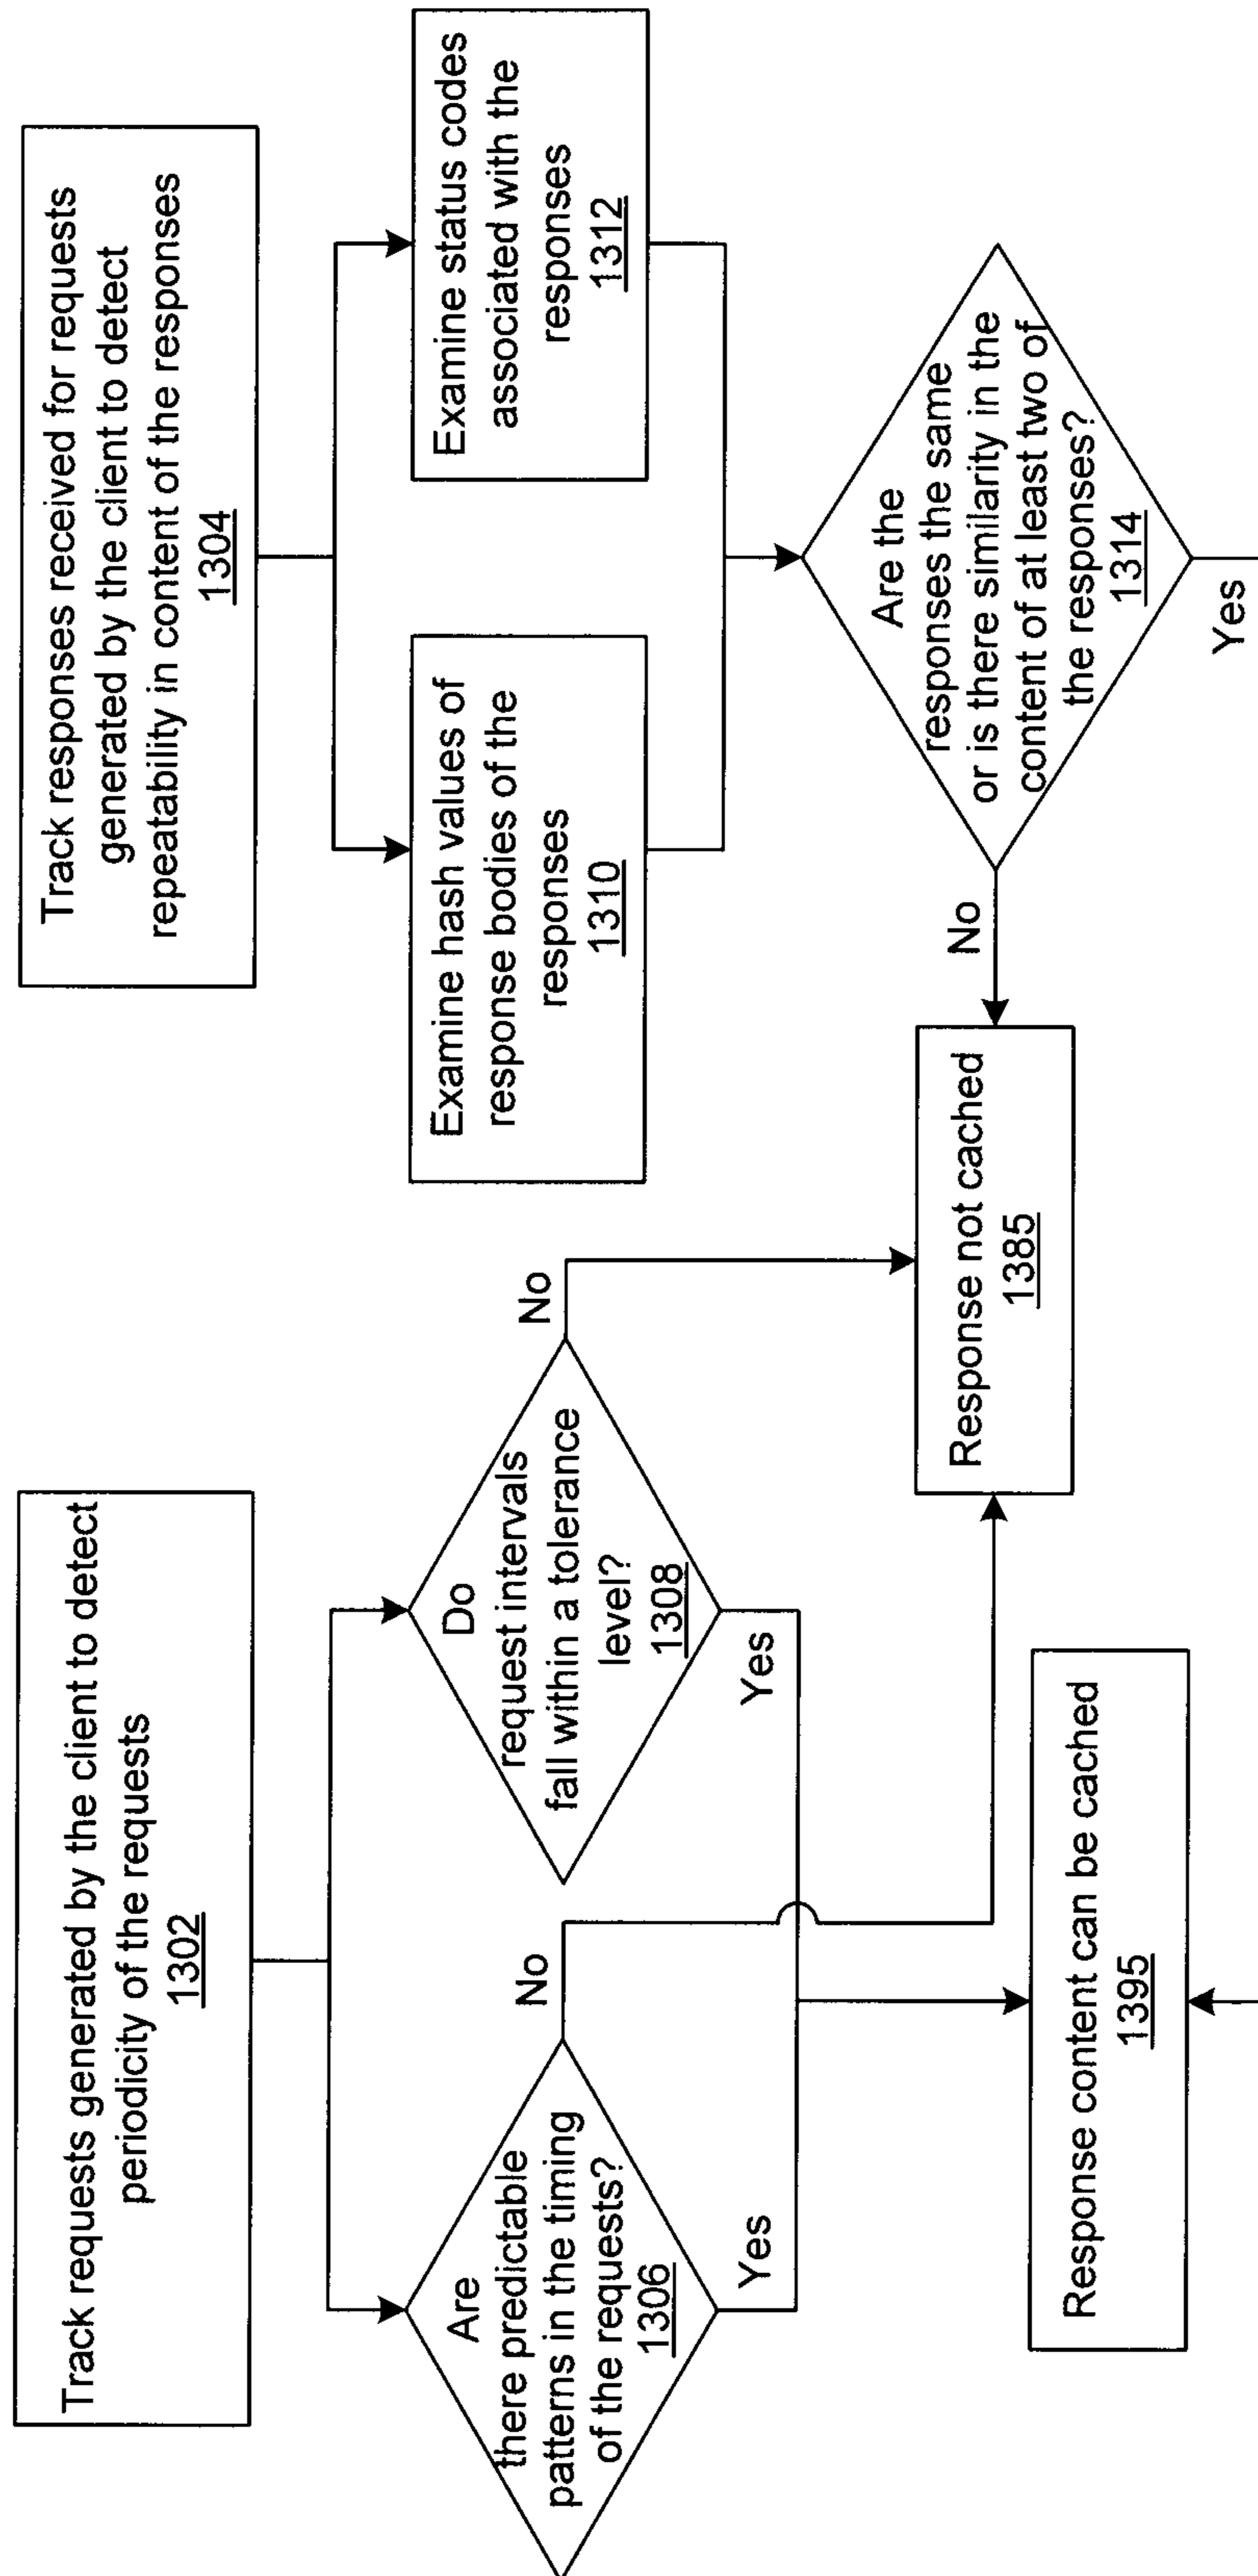 Track requests generated by the client to detect
periodicity of the requests
1302
Are
there predictable
patterns in the timing
of the requests?
1306
No
Yes
Do
request intervals
fall within a tolerance
level?
1308
No
Yes
Response content can be cached
1395
Response not cached
1385
Track responses received for requests
generated by the client to detect
repeatability in content of the responses
1304
Examine hash values of
response bodies of the
responses
1310
Examine status codes
associated with the
responses
1312
Are the
responses the same
or is there similarity in the
content of at least two of
the responses?
1314
No
Yes